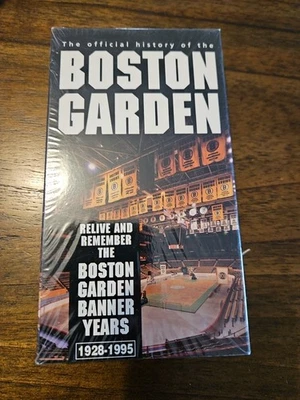 The official history of the
BOSTON
GARDEN
RELIVE AND
REMEMBER
THE
BOSTON
GARDEN
BANNER
YEARS
1928-1995